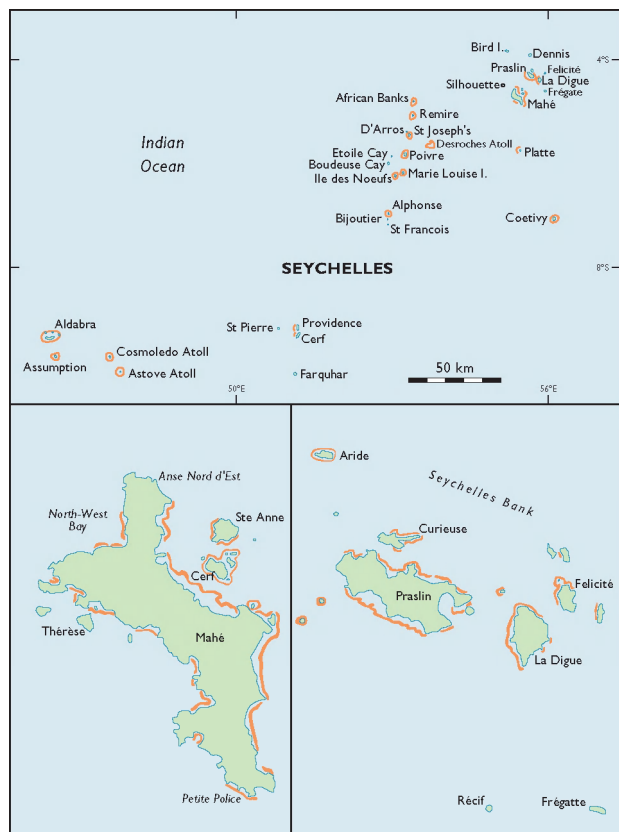 Bird I.
Dennis
4°S
Praslin
Felicité
La Digue
Silhouette
Frégate
Mahé
African Banks
Remire
D'Arros
St Joseph's
Desroches Atoll
Indian
Ocean
Etoile Cay
Poivre
Platte
Boudeuse Cay
Ile des Noeufs
Marie Louise I.
Alphonse
Bijoutier
St Francois
Coetivy
SEYCHELLES
8°S
Aldabra
St Pierre
Providence
Cerf
Cosmoledo Atoll
Assumption
Astove Atoll
Farquhar
50 km
50°E
56°E
Anse Nord d'Est
North-West
Bay
Ste Anne
Cerf
Thérèse
Mahé
Petite Police
Aride
Seychelles Bank
Curieuse
Praslin
Felicité
La Digue
Récif
Frégatte